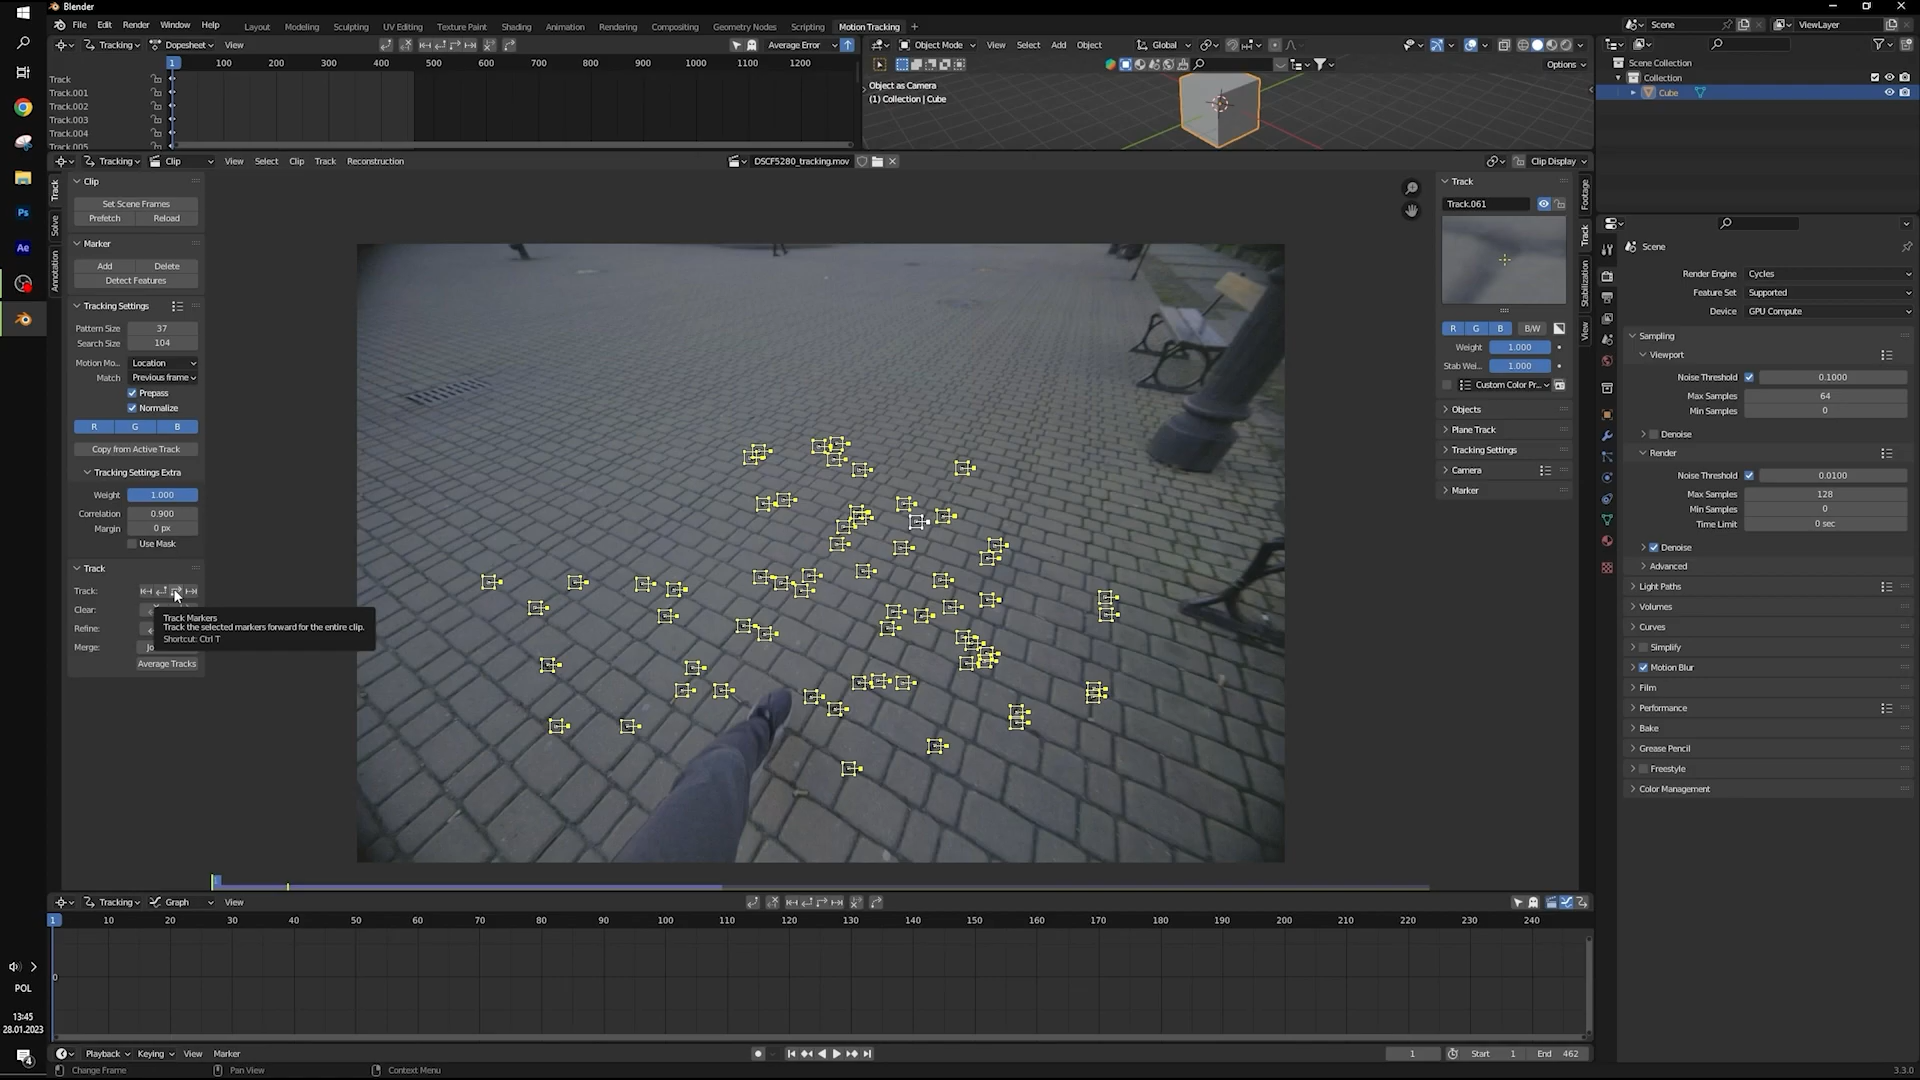 Blender
File Edit Render Window Help
Layout Modeling Sculpting UV Editing Texture Paint Shading Animation Rendering Compositing Geometry Nodes Scripting Motion Tracking +
Scene ViewLayer
Tracking Dopesheet View Average Error
Object Mode View Select Add Object Global
Options
1 100 200 300 400 500 600 700 800 900 1000 1100 1200
Track
Track.001
Track.002
Track.003
Track.004
Track.005
Object as Camera
(1) Collection | Cube
Scene Collection
Collection
Cube
Tracking Clip View Select Clip Track Reconstruction DSCF5280_tracking.mov Clip Display
Track
Solve
Annotation
Clip
Set Scene Frames
Prefetch Reload
Marker
Add Delete
Detect Features
Tracking Settings
Pattern Size 37
Search Size 104
Motion Mo... Location
Match Previous frame
Prepass
Normalize
R G B
Copy from Active Track
Tracking Settings Extra
Weight 1.000
Correlation 0.900
Margin 0 px
Use Mask
Track
Track:
Clear:
Refine:
Merge: Jo
Average Tracks
Track Markers
Track the selected markers forward for the entire clip.
Shortcut: Ctrl T
Track
Track.061
R G B B/W
Weight 1.000
Stab Wei... 1.000
Custom Color Pr...
Objects
Plane Track
Tracking Settings
Camera
Marker
Footage
Track
Stabilization
View
Scene
Render Engine Cycles
Feature Set Supported
Device GPU Compute
Sampling
Viewport
Noise Threshold 0.1000
Max Samples 64
Min Samples 0
Denoise
Render
Noise Threshold 0.0100
Max Samples 128
Min Samples 0
Time Limit 0 sec
Denoise
Advanced
Light Paths
Volumes
Curves
Simplify
Motion Blur
Film
Performance
Bake
Grease Pencil
Freestyle
Color Management
Tracking Graph View
1 10 20 30 40 50 60 70 80 90 100 110 120 130 140 150 160 170 180 190 200 210 220 230 240
0
Playback Keying View Marker 1 Start 1 End 462
Change Frame Pan View Context Menu 3.3.0
Ps
Ae
POL
13:45
28.01.2023
4